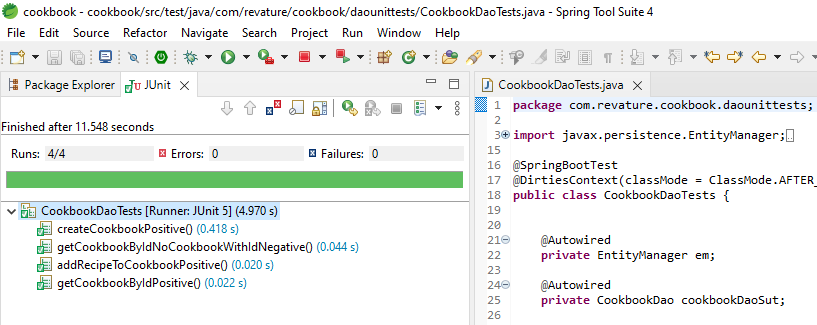 cookbook - cookbook/src/test/java/com/revature/cookbook/daounittests/CookbookDaoTests.java - Spring Tool Suite 4
File Edit Source Refactor Navigate Search Project Run Window Help
Package Explorer JUnit
Finished after 11.548 seconds
Runs: 4/4 Errors: 0 Failures: 0
CookbookDaoTests [Runner: JUnit 5] (4.970 s)
createCookbookPositive() (0.418 s)
getCookbookByIdNoCookbookWithIdNegative() (0.044 s)
addRecipeToCookbookPositive() (0.020 s)
getCookbookByIdPositive() (0.022 s)
CookbookDaoTests.java
1 package com.revature.cookbook.daounittests;
2
3 import javax.persistence.EntityManager;
15
16 @SpringBootTest
17 @DirtiesContext(classMode = ClassMode.AFTER_
18 public class CookbookDaoTests {
19
20
21 @Autowired
22 private EntityManager em;
23
24 @Autowired
25 private CookbookDao cookbookDaoSut;
26